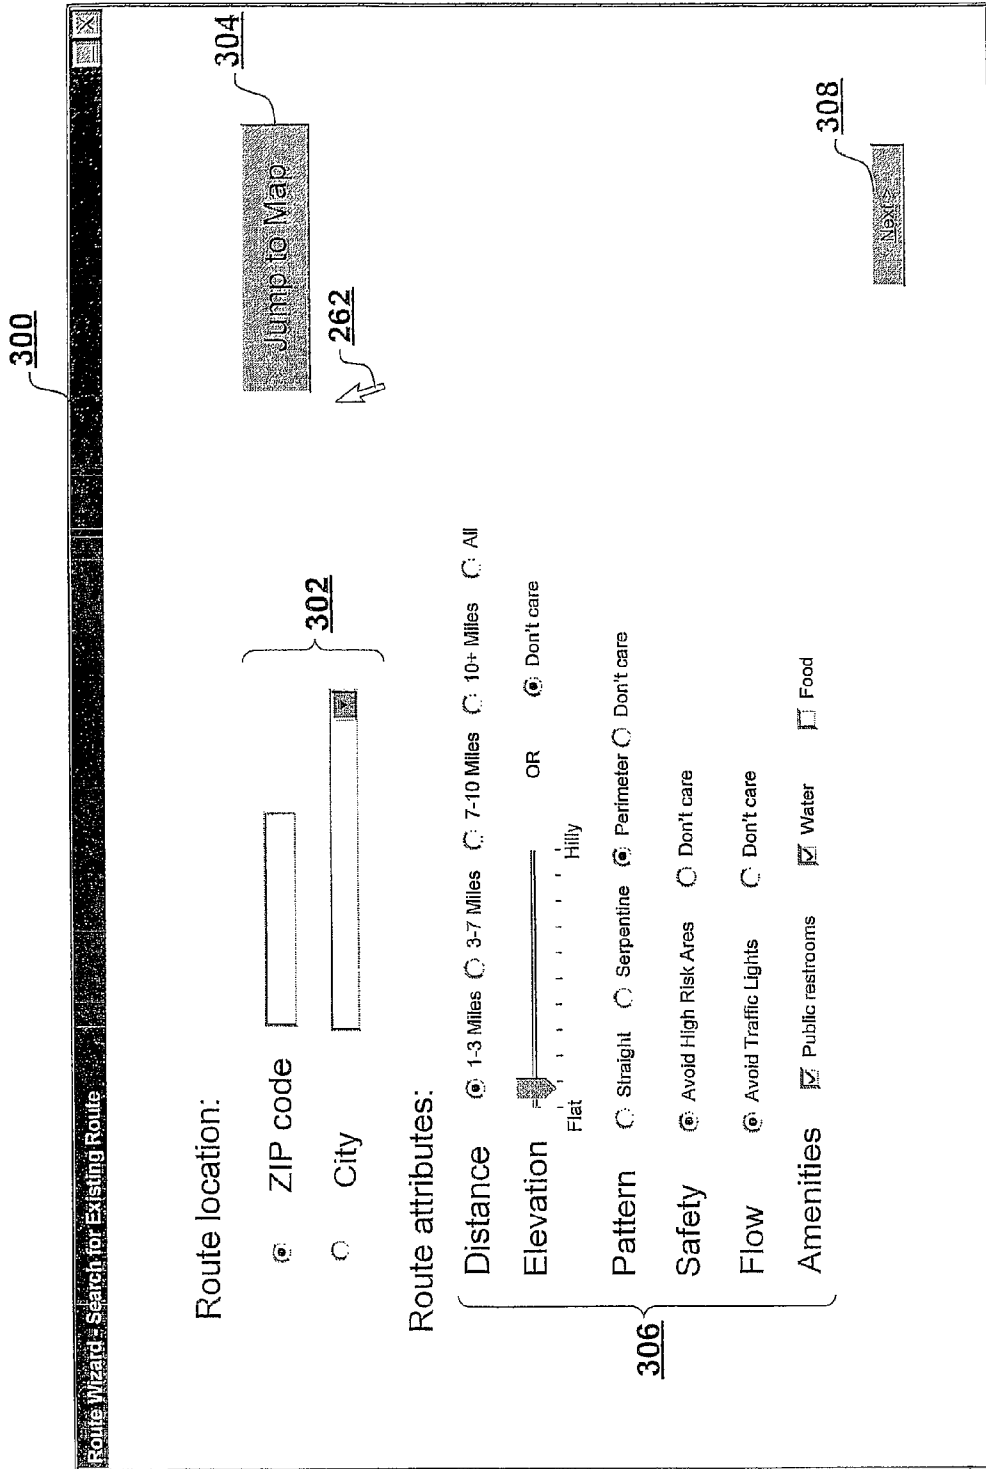 300
Route Wizard - Search for Existing Route
304
Route location:
ZIP code
Jump to Map
302
City
262
Route attributes:
Distance 1-3 Miles 3-7 Miles 7-10 Miles 10+ Miles All
Elevation OR Don't care
Flat Hilly
306
Pattern Straight Serpentine Perimeter Don't care
Safety Avoid High Risk Ares Don't care
Flow Avoid Traffic Lights Don't care
Amenities Public restrooms Water Food
308
Next >